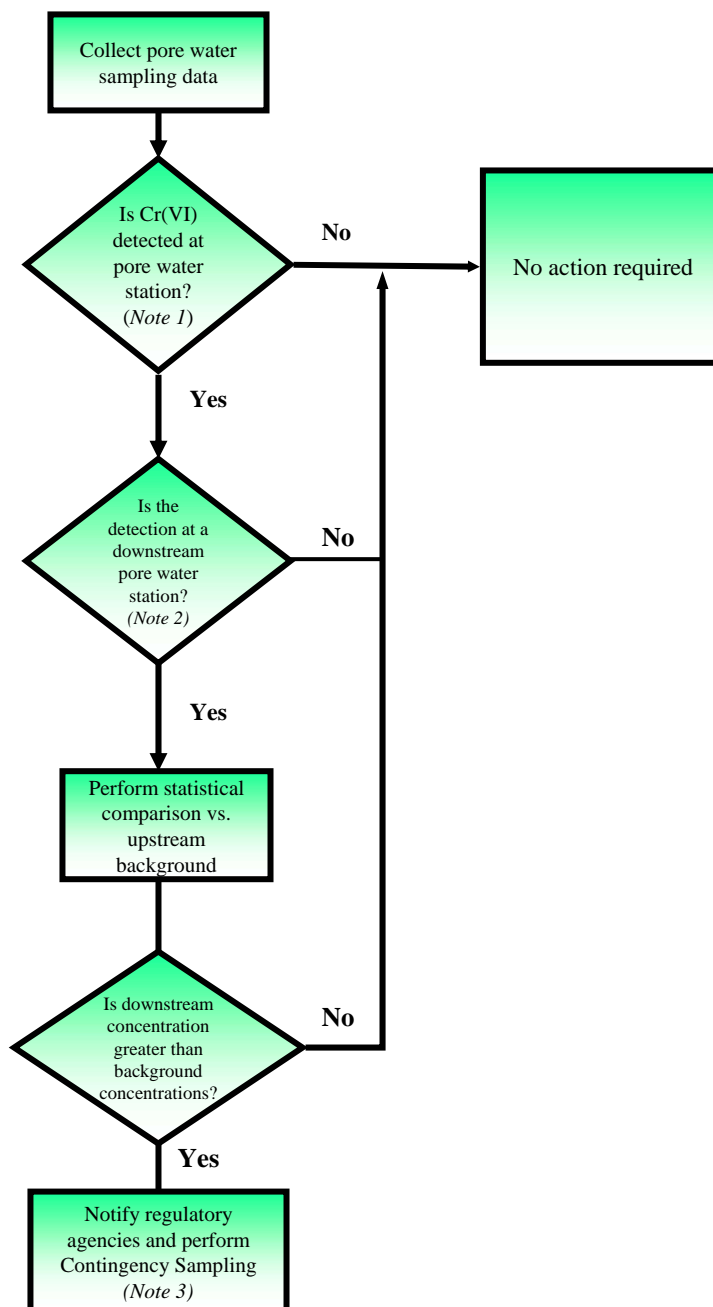 Collect pore water
sampling data
Is Cr(VI)
detected at
pore water
station?
(Note 1)
No
No action required
Yes
Is the
detection at a
downstream
pore water
station?
(Note 2)
No
Yes
Perform statistical
comparison vs.
upstream
background
Is downstream
concentration
greater than
background
concentrations?
No
Yes
Notify regulatory
agencies and perform
Contingency Sampling
(Note 3)